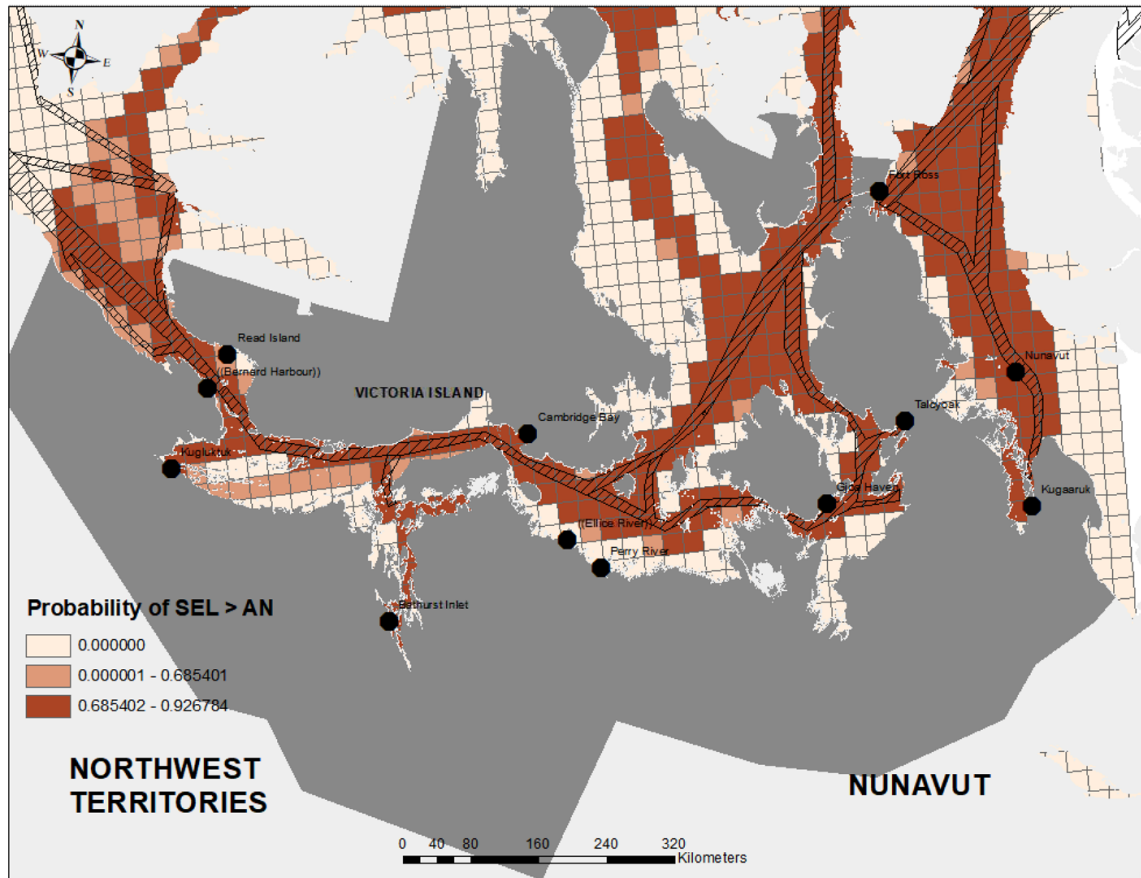 N
W E
S
Fort Ross
Read Island
((Bernard Harbour))
Nunavut
VICTORIA ISLAND
Cambridge Bay
Taloyoak
Kugluktuk
Gjoa Haven
Kugaaruk
((Ellice River))
Perry River
Bathurst Inlet
Probability of SEL > AN
0.000000
0.000001 - 0.685401
0.685402 - 0.926784
NORTHWEST
TERRITORIES
NUNAVUT
0 40 80 160 240 320
Kilometers